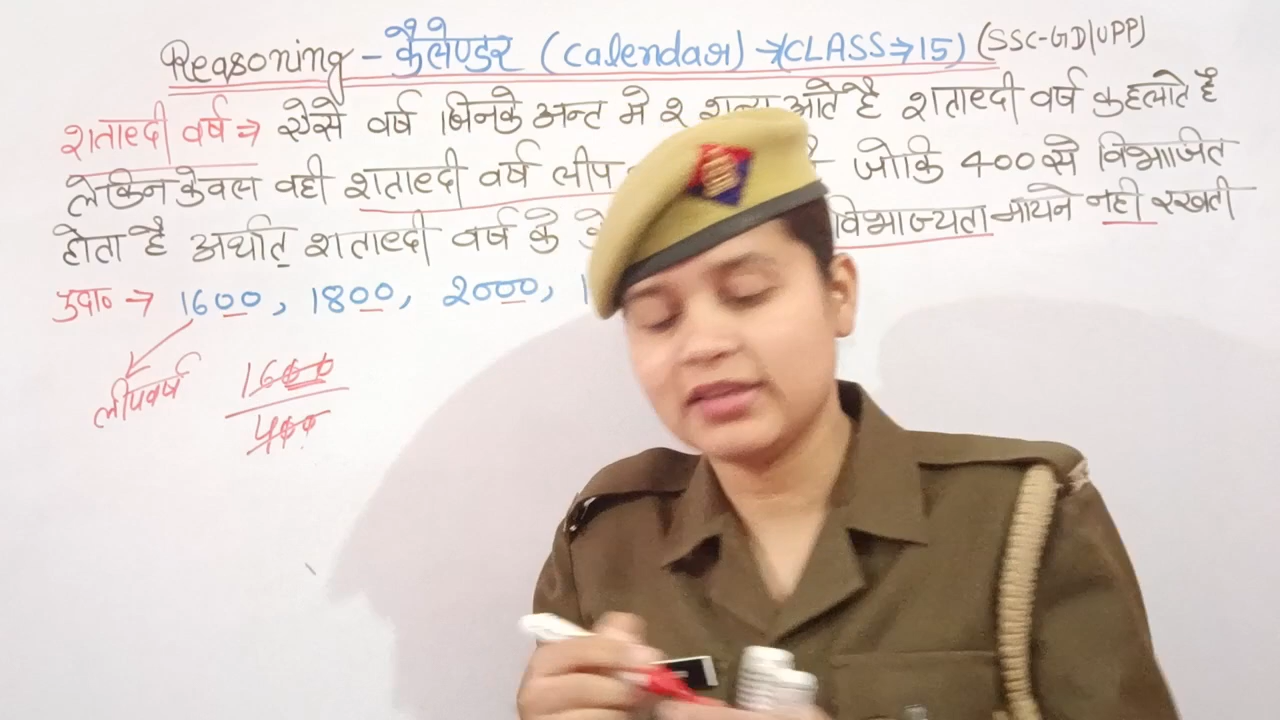 Reasoning - कैलेण्डर (Calendar) → (CLASS → 15) (SSC-GD/UPP)
शताब्दी वर्ष ⇒ ऐसे वर्ष जिनके अन्त मे २ शून्य आते है शताब्दी वर्ष कहलाते है
लेकिन केवल वही शताब्दी वर्ष लीप जोकि 400 से विभाजित
होता है अर्थात् शताब्दी वर्ष के विभाज्यता मायने नही रखती
उदा० → 1600, 1800, 2000, 1
लीपवर्ष 1600
400